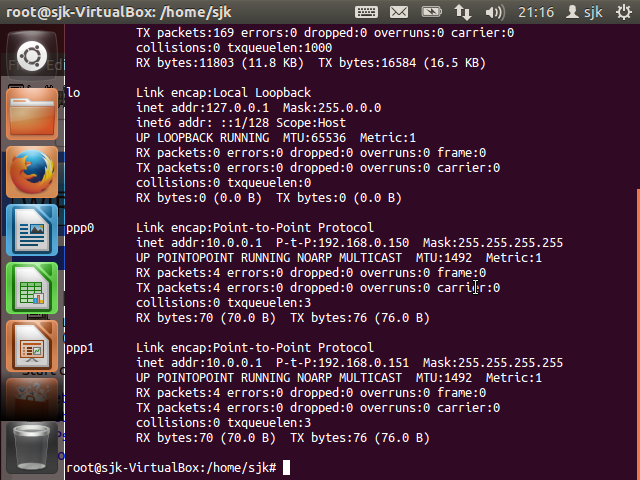 root@sjk-VirtualBox: /home/sjk
21:16
sjk
TX packets:169 errors:0 dropped:0 overruns:0 carrier:0
collisions:0 txqueuelen:1000
RX bytes:11803 (11.8 KB)  TX bytes:16584 (16.5 KB)
lo        Link encap:Local Loopback
inet addr:127.0.0.1  Mask:255.0.0.0
inet6 addr: ::1/128 Scope:Host
UP LOOPBACK RUNNING  MTU:65536  Metric:1
RX packets:0 errors:0 dropped:0 overruns:0 frame:0
TX packets:0 errors:0 dropped:0 overruns:0 carrier:0
collisions:0 txqueuelen:0
RX bytes:0 (0.0 B)  TX bytes:0 (0.0 B)
ppp0      Link encap:Point-to-Point Protocol
inet addr:10.0.0.1  P-t-P:192.168.0.150  Mask:255.255.255.255
UP POINTOPOINT RUNNING NOARP MULTICAST  MTU:1492  Metric:1
RX packets:4 errors:0 dropped:0 overruns:0 frame:0
TX packets:4 errors:0 dropped:0 overruns:0 carrier:0
collisions:0 txqueuelen:3
RX bytes:70 (70.0 B)  TX bytes:76 (76.0 B)
ppp1      Link encap:Point-to-Point Protocol
inet addr:10.0.0.1  P-t-P:192.168.0.151  Mask:255.255.255.255
UP POINTOPOINT RUNNING NOARP MULTICAST  MTU:1492  Metric:1
RX packets:4 errors:0 dropped:0 overruns:0 frame:0
TX packets:4 errors:0 dropped:0 overruns:0 carrier:0
collisions:0 txqueuelen:3
RX bytes:70 (70.0 B)  TX bytes:76 (76.0 B)
root@sjk-VirtualBox:/home/sjk#